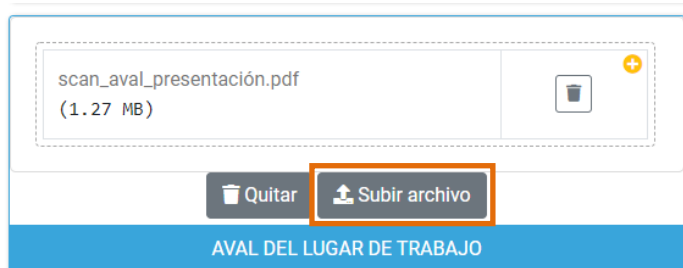 scan_aval_presentación.pdf
(1.27 MB)
Quitar
Subir archivo
AVAL DEL LUGAR DE TRABAJO